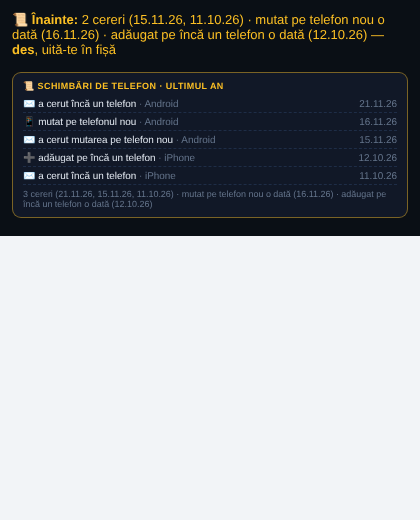 📜 Înainte: 2 cereri (15.11.26, 11.10.26) · mutat pe telefon nou o
dată (16.11.26) · adăugat pe încă un telefon o dată (12.10.26) —
des, uită-te în fișă
📜 SCHIMBĂRI DE TELEFON · ULTIMUL AN
✉️ a cerut încă un telefon · Android 21.11.26
📱 mutat pe telefonul nou · Android 16.11.26
✉️ a cerut mutarea pe telefon nou · Android 15.11.26
➕ adăugat pe încă un telefon · iPhone 12.10.26
✉️ a cerut încă un telefon · iPhone 11.10.26
3 cereri (21.11.26, 15.11.26, 11.10.26) · mutat pe telefon nou o dată (16.11.26) · adăugat pe
încă un telefon o dată (12.10.26)